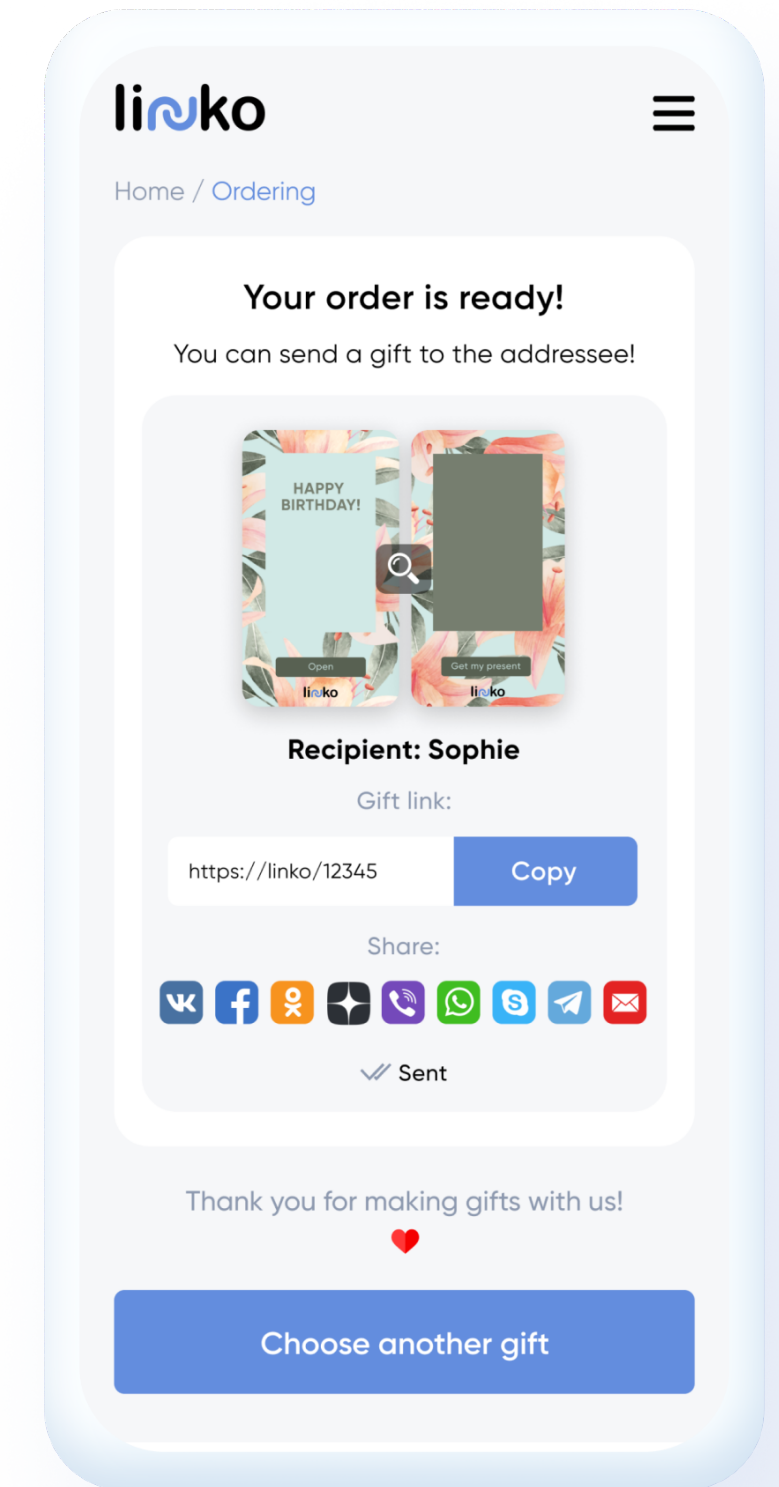 linko
Home / Ordering
Your order is ready!
You can send a gift to the addressee!
HAPPY
BIRTHDAY!
Open
linko
Get my present
linko
Recipient: Sophie
Gift link:
https://linko/12345
Copy
Share:
Sent
Thank you for making gifts with us!
Choose another gift